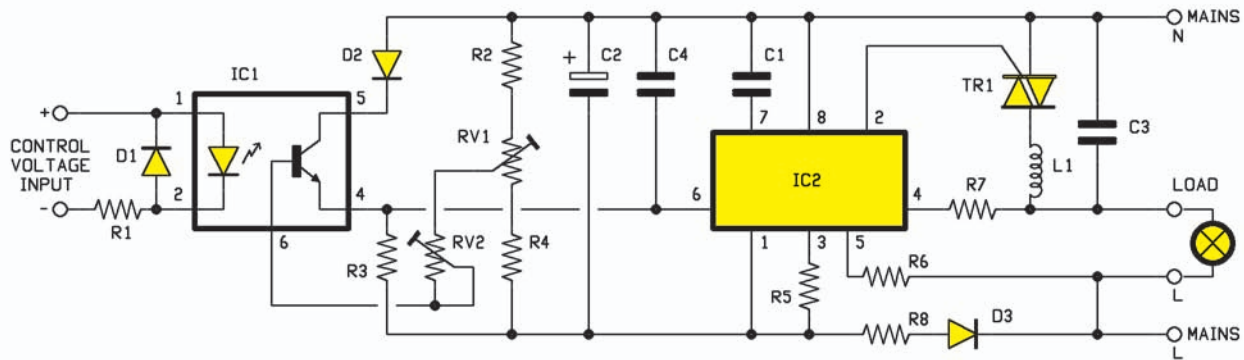 MAINS
N
D2
R2
+
C2
C4
C1
IC1
TR1
1
5
7
8
2
+
CONTROL
VOLTAGE
INPUT
-
D1
RV1
C3
IC2
L1
2
4
6
4
R7
LOAD
R1
6
R3
RV2
R4
1
3
5
R6
L
R5
R8
D3
MAINS
L